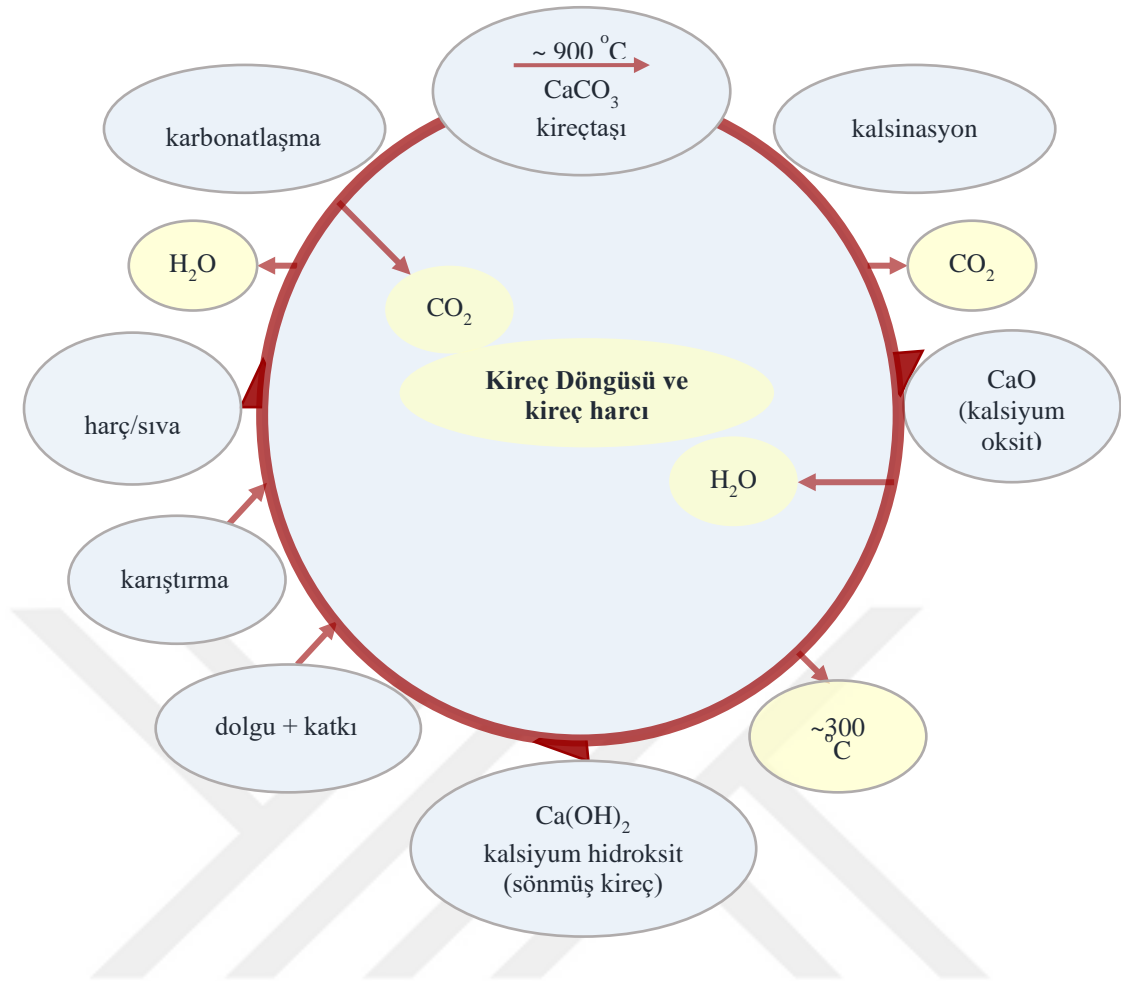 ~ 900 °C
CaCO₃
kireçtaşı
karbonatlaşma
kalsinasyon
H₂O
CO₂
CO₂
Kireç Döngüsü ve
kireç harcı
CaO
(kalsiyum
oksit)
harç/sıva
H₂O
karıştırma
dolgu + katkı
~300
°C
Ca(OH)₂
kalsiyum hidroksit
(sönmüş kireç)